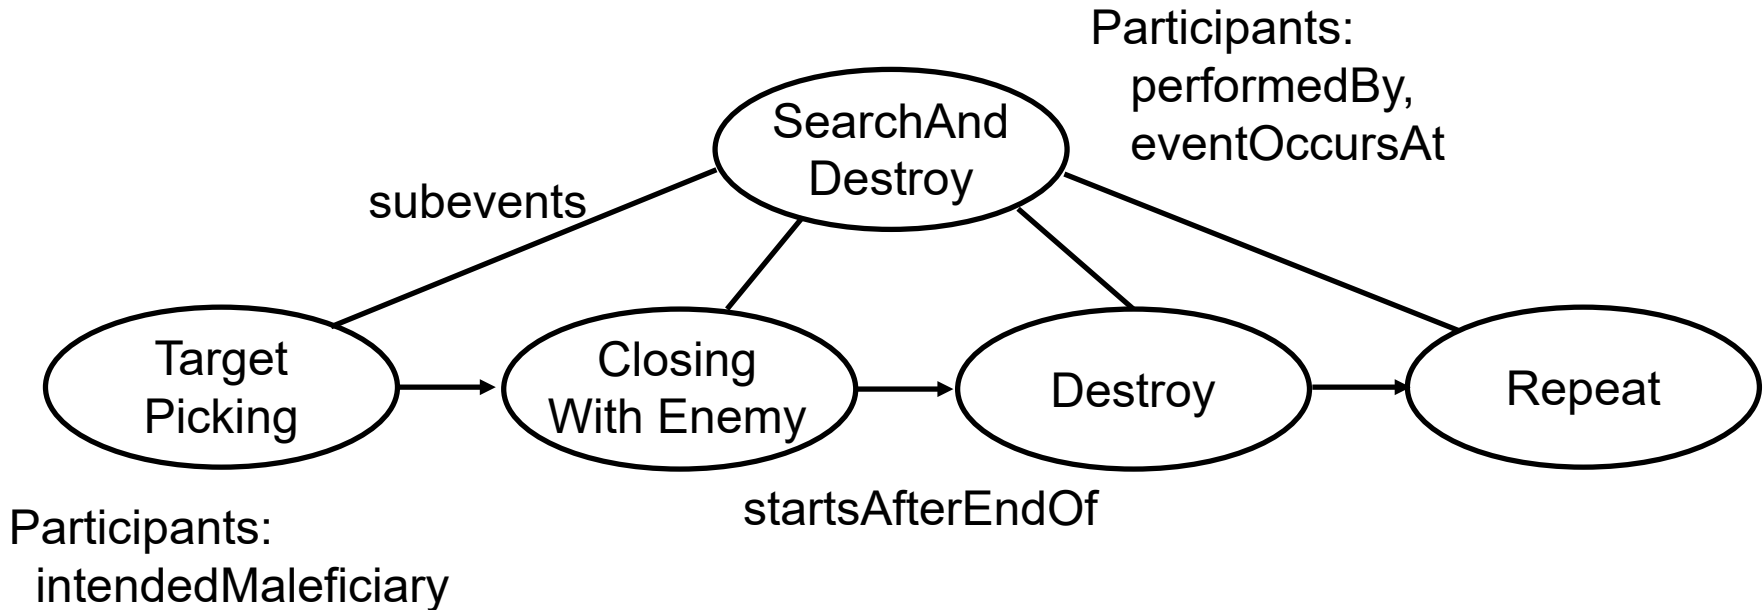 Participants:
performedBy,
eventOccursAt
SearchAnd
Destroy
subevents
Target
Picking
Closing
With Enemy
Destroy
Repeat
startsAfterEndOf
Participants:
intendedMaleficiary